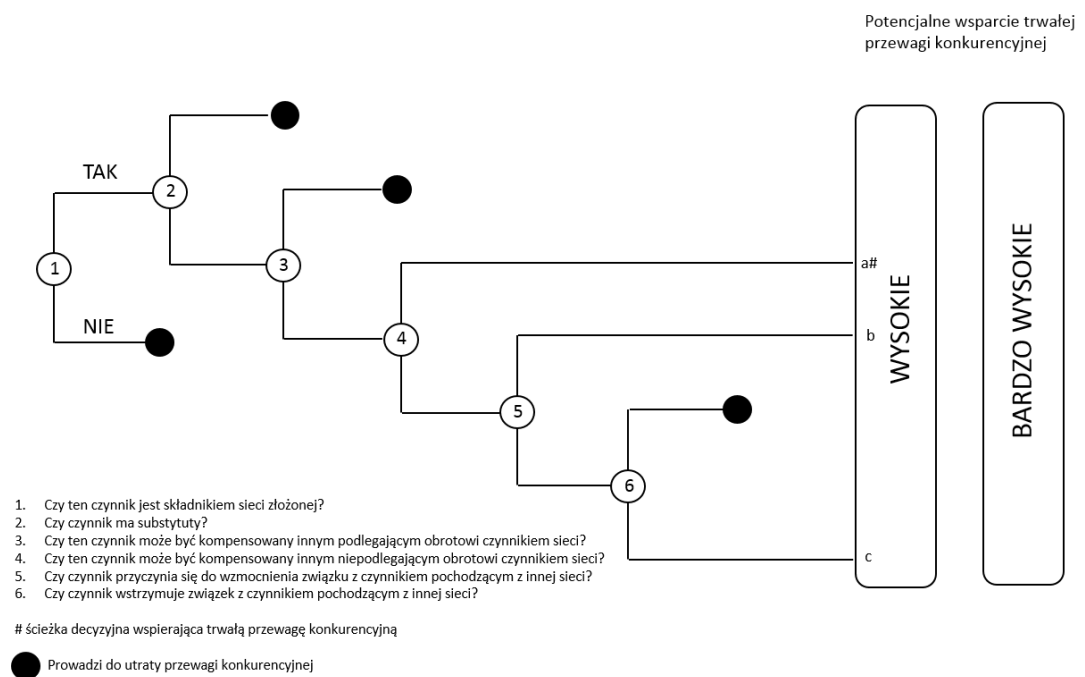 Potencjalne wsparcie trwałej
przewagi konkurencyjnej
TAK
2
3
1
a#
NIE
4
b
WYSOKIE
BARDZO WYSOKIE
5
6
c
1. Czy ten czynnik jest składnikiem sieci złożonej?
2. Czy czynnik ma substytuty?
3. Czy ten czynnik może być kompensowany innym podlegającym obrotowi czynnikiem sieci?
4. Czy ten czynnik może być kompensowany innym niepodlegającym obrotowi czynnikiem sieci?
5. Czy czynnik przyczynia się do wzmocnienia związku z czynnikiem pochodzącym z innej sieci?
6. Czy czynnik wstrzymuje związek z czynnikiem pochodzącym z innej sieci?
# ścieżka decyzyjna wspierająca trwałą przewagę konkurencyjną
Prowadzi do utraty przewagi konkurencyjnej